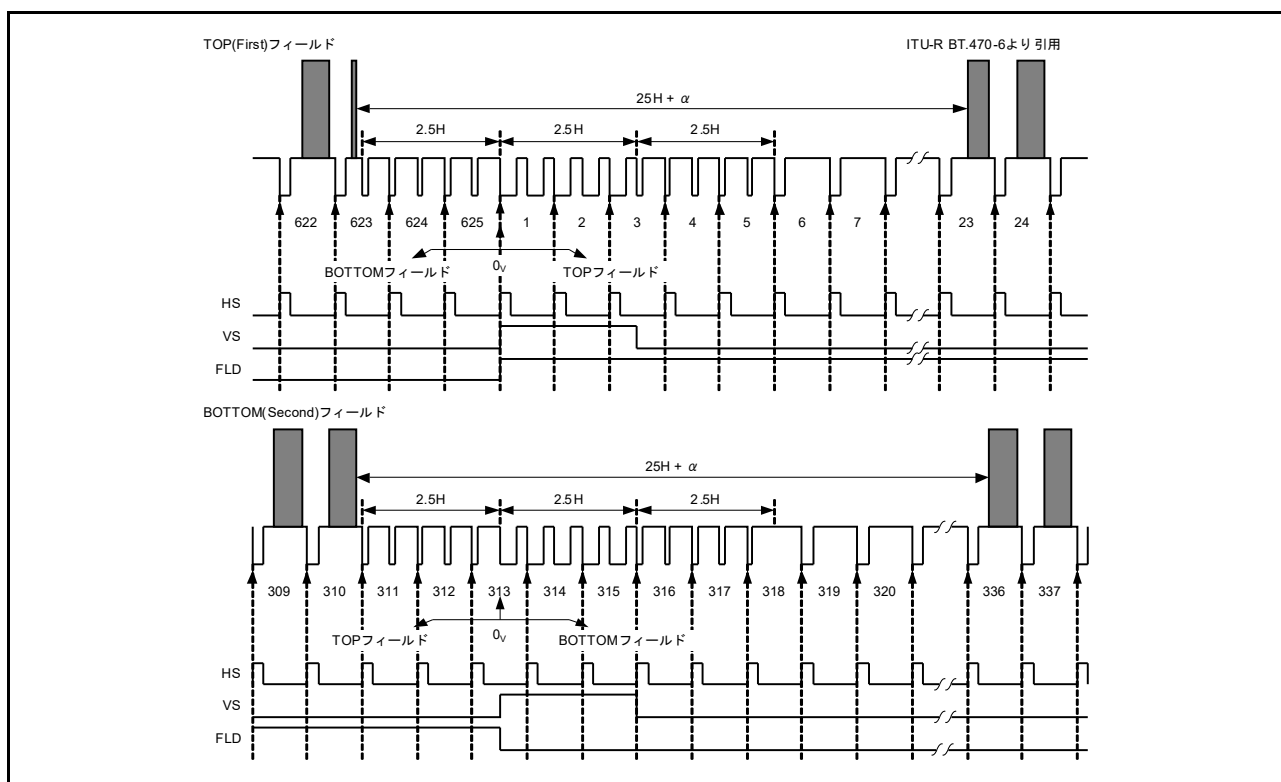 TOP(First)フィールド
ITU-R BT.470-6より引用
25H + α
2.5H 2.5H 2.5H
622 623 624 625 1 2 3 4 5 6 7 23 24
BOTTOMフィールド 0V TOPフィールド
HS
VS
FLD
BOTTOM(Second)フィールド
25H + α
2.5H 2.5H 2.5H
309 310 311 312 313 314 315 316 317 318 319 320 336 337
TOPフィールド 0V BOTTOMフィールド
HS
VS
FLD